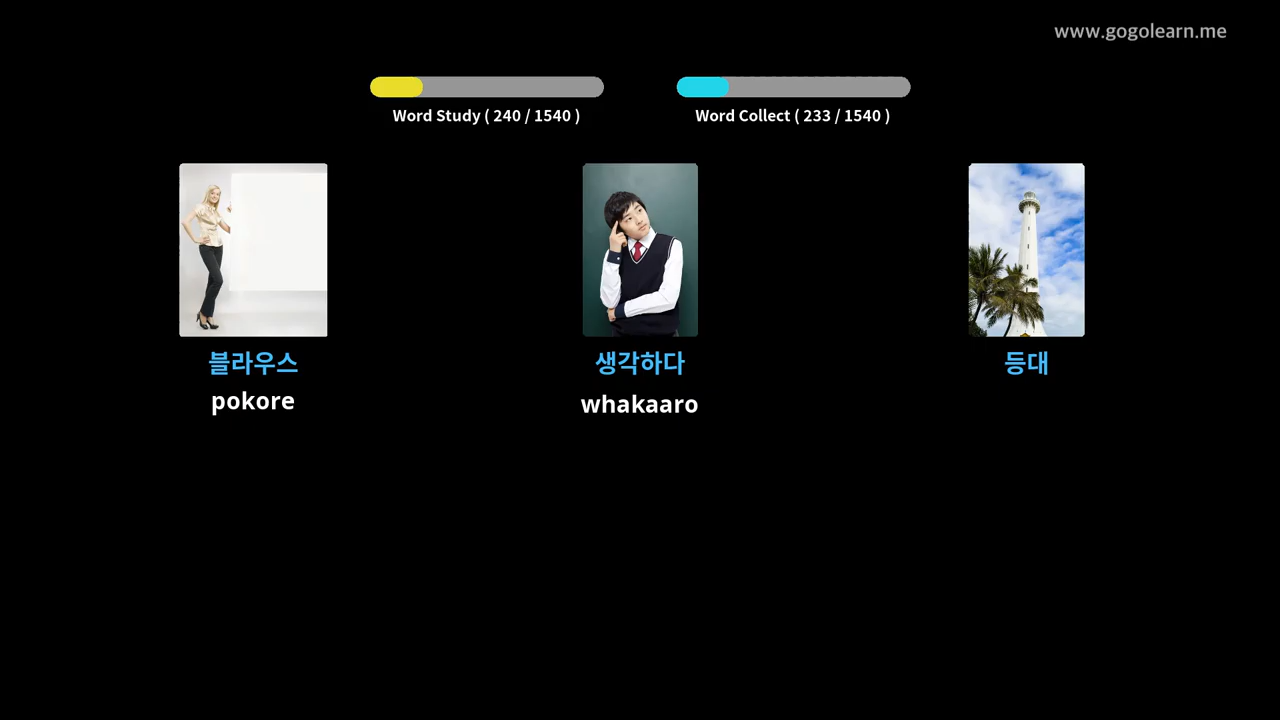 www.gogolearn.me
Word Study ( 240 / 1540 )
Word Collect ( 233 / 1540 )
블라우스
생각하다
등대
pokore
whakaaro